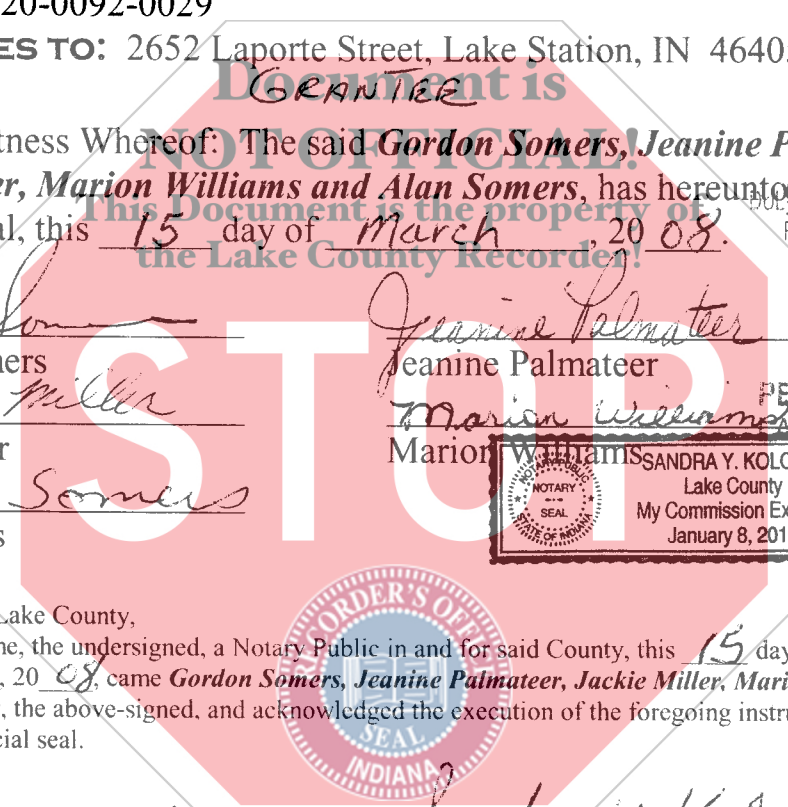 20-0092-0029
ES TO: 2652 Laporte Street, Lake Station, IN 4640
GRANTEE
Document is
NOT OFFICIAL!
This Document is the property of
the Lake County Recorder!
STOP
tness Whereof: The said Gordon Somers, Jeanine P
er, Marion Williams and Alan Somers, has hereunto
al, this 15 day of March, 20 08.
Jeanine Palmateer
ners
Jeanine Palmateer
Miller
Marion Williams
r
Marion Williams
Somers
s
SANDRA Y. KOLO
Lake County
My Commission Ex
January 8, 201
NOTARY PUBLIC
NOTARY
SEAL
STATE OF INDIANA
Lake County,
ne, the undersigned, a Notary Public in and for said County, this 15 day
, 20 08, came Gordon Somers, Jeanine Palmateer, Jackie Miller, Mari
, the above-signed, and acknowledged the execution of the foregoing instru
cial seal.
RECORDER'S OFFICE
SEAL
INDIANA